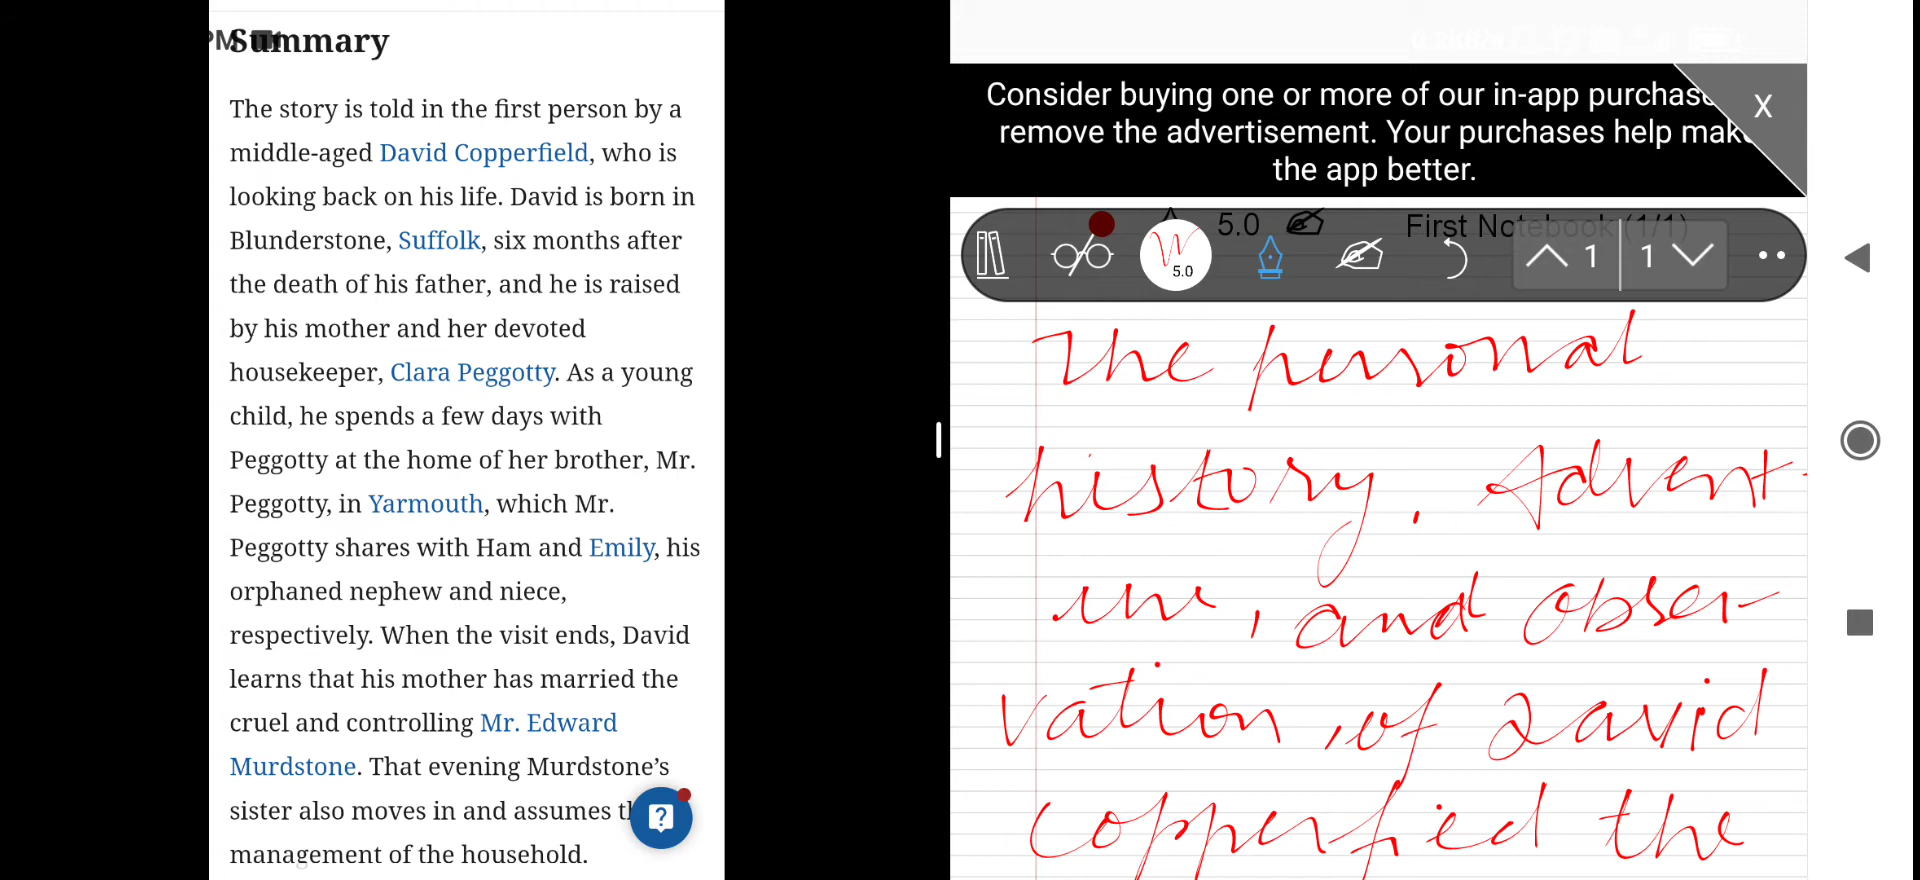 PM
Summary
The story is told in the first person by a
middle-aged David Copperfield, who is
looking back on his life. David is born in
Blunderstone, Suffolk, six months after
the death of his father, and he is raised
by his mother and her devoted
housekeeper, Clara Peggotty. As a young
child, he spends a few days with
Peggotty at the home of her brother, Mr.
Peggotty, in Yarmouth, which Mr.
Peggotty shares with Ham and Emily, his
orphaned nephew and niece,
respectively. When the visit ends, David
learns that his mother has married the
cruel and controlling Mr. Edward
Murdstone. That evening Murdstone's
sister also moves in and assumes
management of the household.
Consider buying one or more of our in-app
remove the advertisement. Your purchases help
the app better.
X
5.0 First Notebook (1/1)
5.0 1 1
The personal
history, Advent-
ure, and obser-
vation, of David
Copperfied the